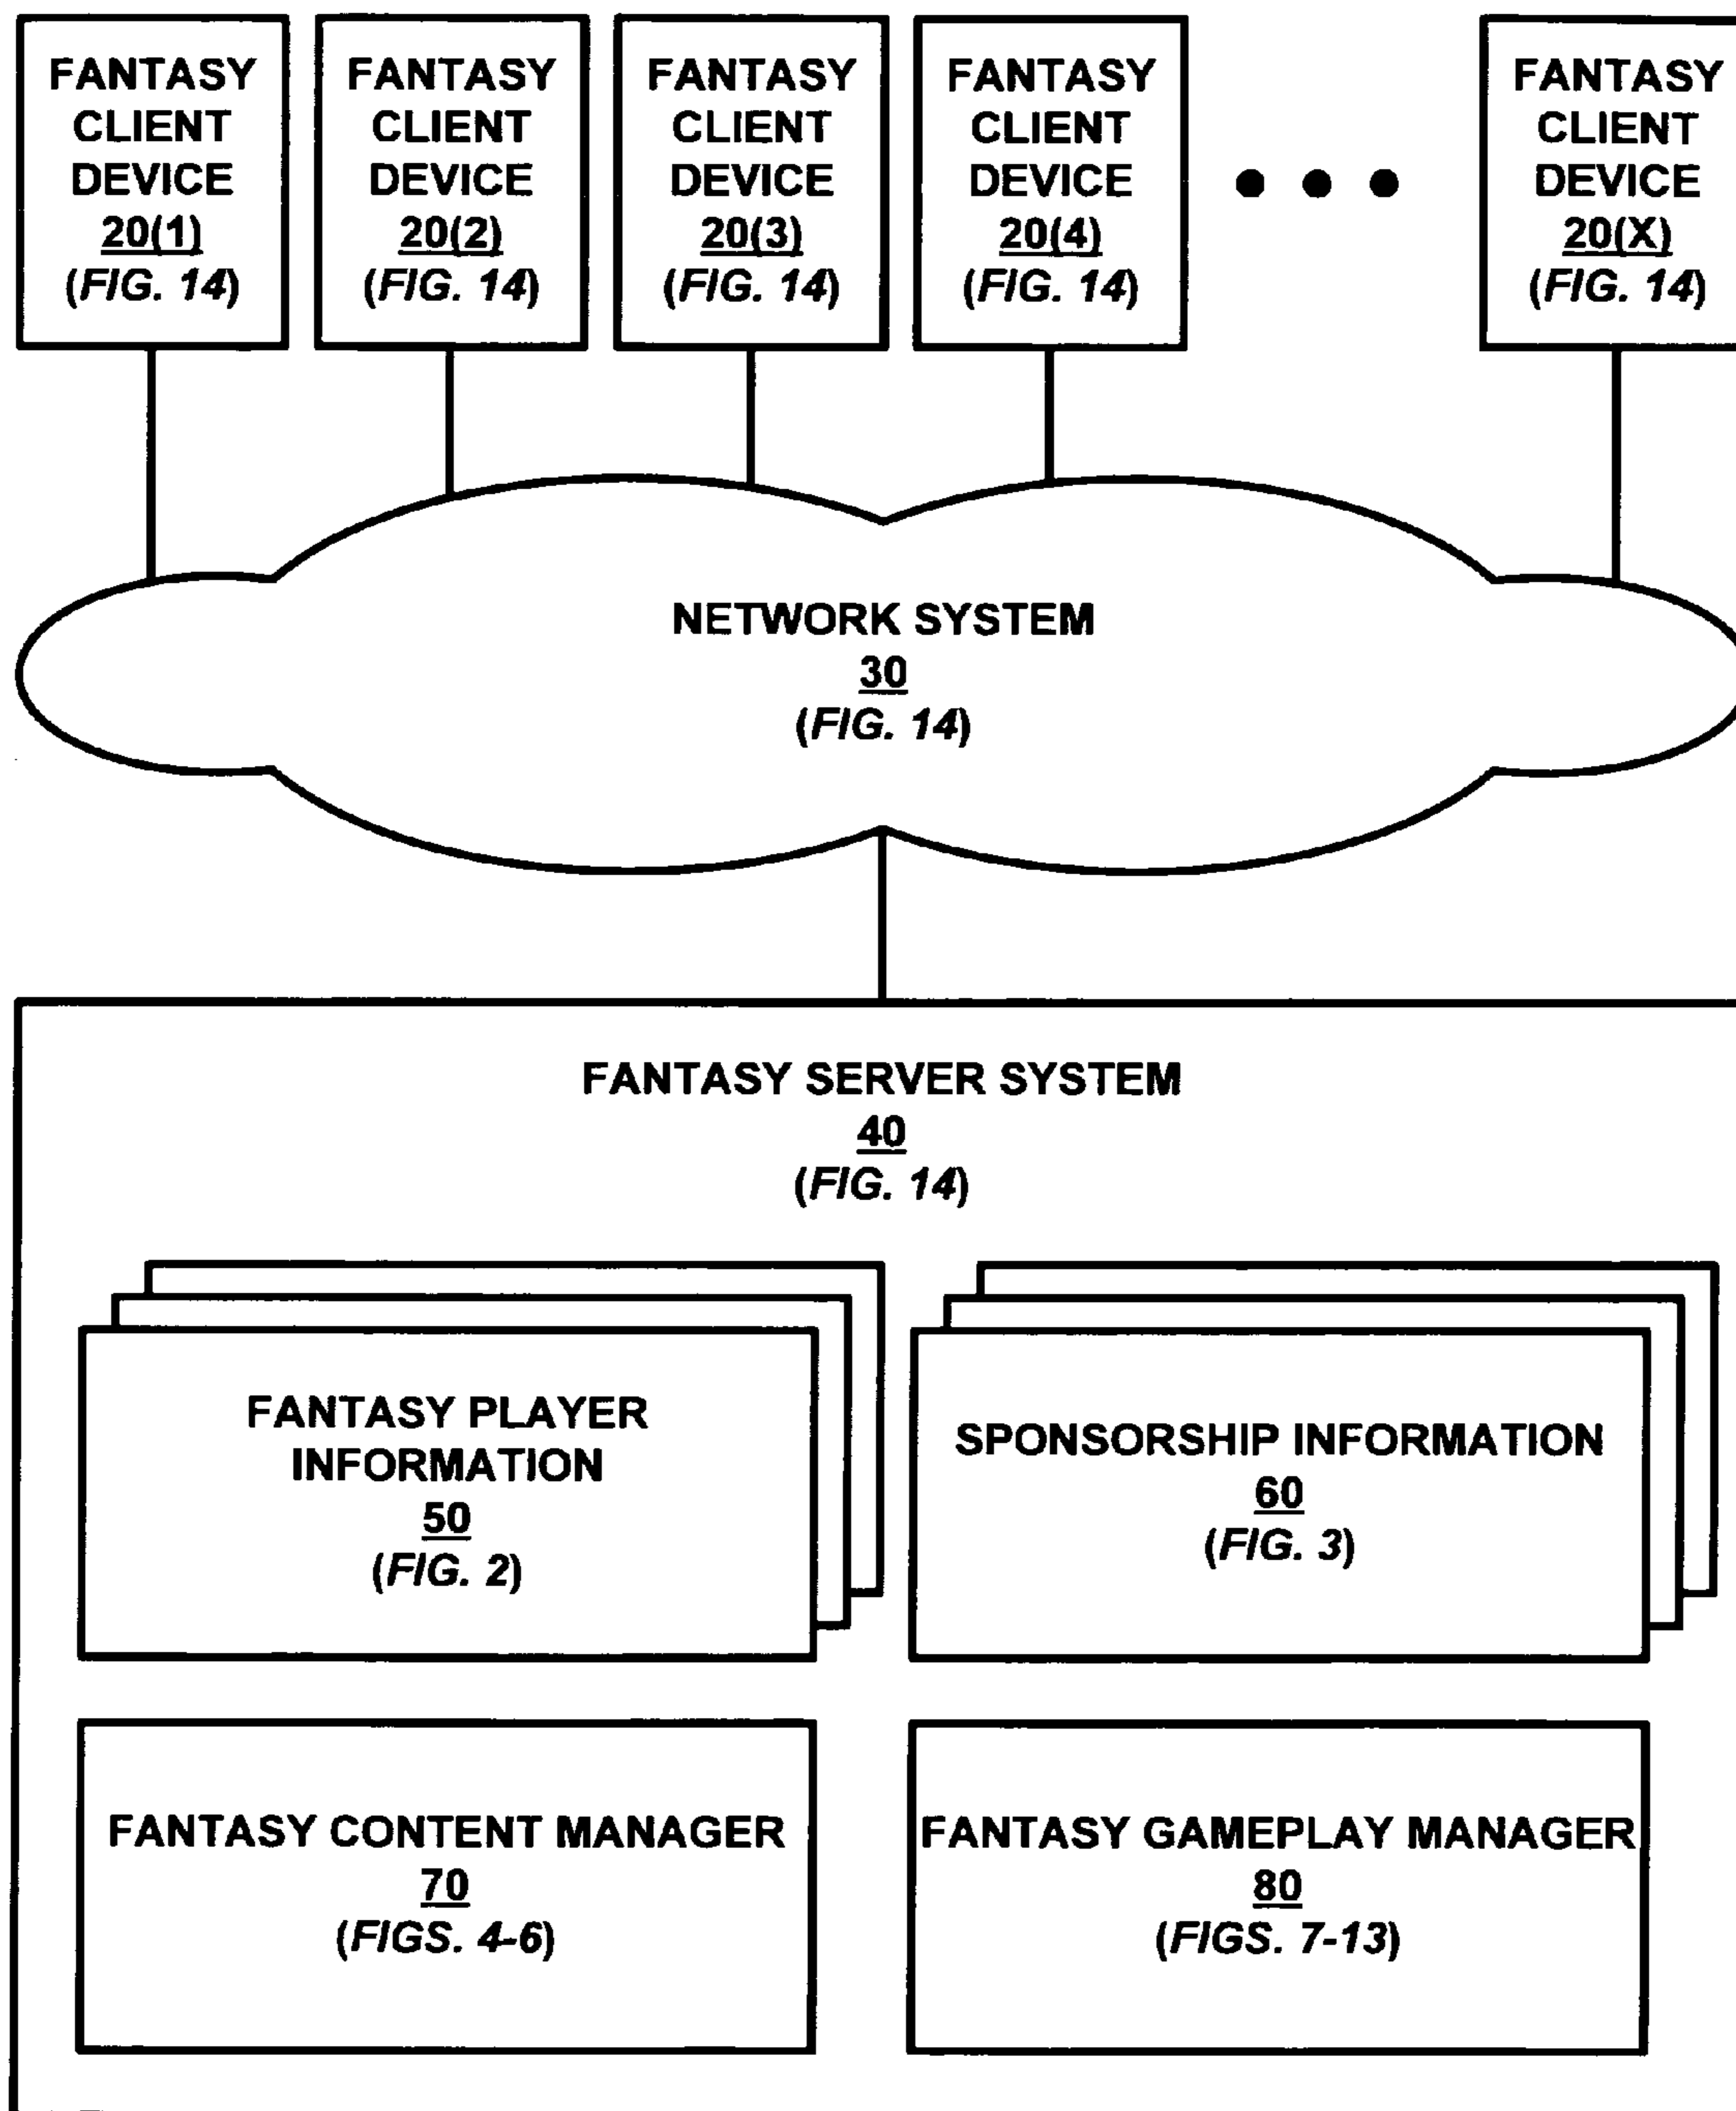 FANTASY
CLIENT
DEVICE
20(1)
(FIG. 14)
FANTASY
CLIENT
DEVICE
20(2)
(FIG. 14)
FANTASY
CLIENT
DEVICE
20(3)
(FIG. 14)
FANTASY
CLIENT
DEVICE
20(4)
(FIG. 14)
• • •
FANTASY
CLIENT
DEVICE
20(X)
(FIG. 14)
NETWORK SYSTEM
30
(FIG. 14)
FANTASY SERVER SYSTEM
40
(FIG. 14)
FANTASY PLAYER
INFORMATION
50
(FIG. 2)
SPONSORSHIP INFORMATION
60
(FIG. 3)
FANTASY CONTENT MANAGER
70
(FIGS. 4-6)
FANTASY GAMEPLAY MANAGER
80
(FIGS. 7-13)